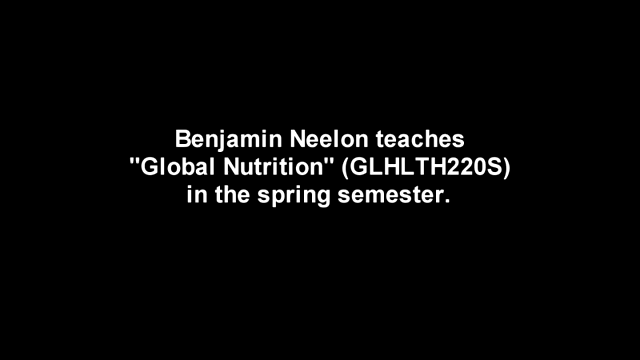 Benjamin Neelon teaches
"Global Nutrition" (GLHLTH220S)
in the spring semester.